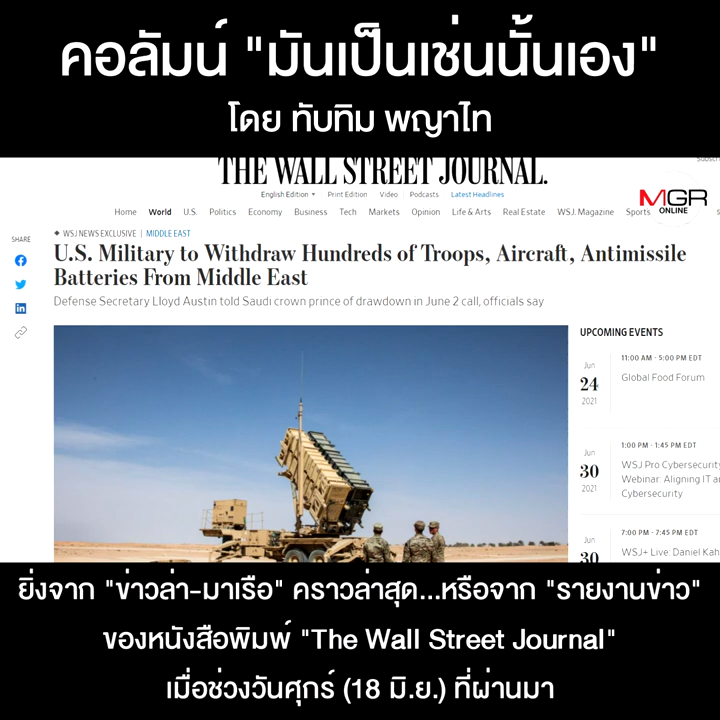 คอลัมน์ "มันเป็นเช่นนั้นเอง"
โดย ทับทิม พญาไท
THE WALL STREET JOURNAL.
English Edition Print Edition Video Podcasts Latest Headlines
MGR ONLINE
Home World U.S. Politics Economy Business Tech Markets Opinion Life & Arts Real Estate WSJ. Magazine Sports
SHARE
WSJ NEWS EXCLUSIVE | MIDDLE EAST
U.S. Military to Withdraw Hundreds of Troops, Aircraft, Antimissile
Batteries From Middle East
Defense Secretary Lloyd Austin told Saudi crown prince of drawdown in June 2 call, officials say
UPCOMING EVENTS
Jun
24
2021
11:00 AM - 5:00 PM EDT
Global Food Forum
Jun
30
2021
1:00 PM - 1:45 PM EDT
WSJ Pro Cybersecurity
Webinar: Aligning IT
Cybersecurity
Jun
30
7:00 PM - 7:45 PM EDT
WSJ+ Live: Daniel
ยิ่งจาก "ข่าวล่า-มาเรือ" คราวล่าสุด...หรือจาก "รายงานข่าว"
ของหนังสือพิมพ์ "The Wall Street Journal"
เมื่อช่วงวันศุกร์ (18 มิ.ย.) ที่ผ่านมา